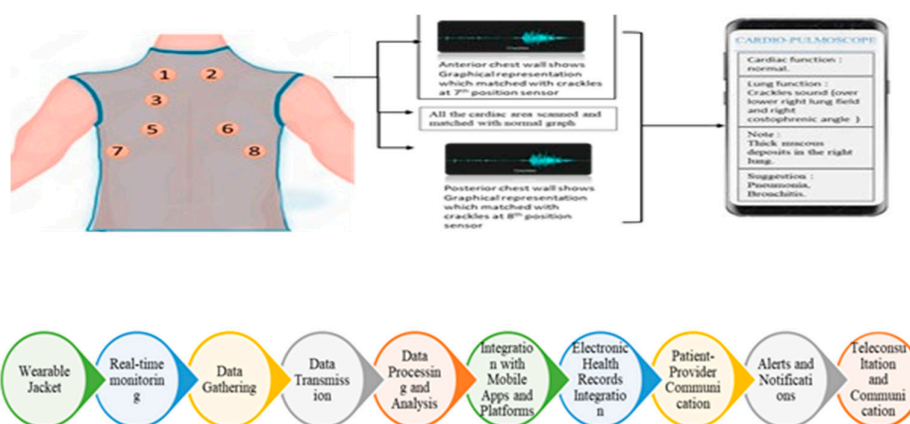 1
2
3
5
6
7
8
Crackles
Anterior chest wall shows
Graphical representation
which matched with crackles
at 7th position sensor
All the cardiac area scanned and
matched with normal graph
Crackles
Posterior chest wall shows
Graphical representation
which matched with
crackles at 8th position
sensor
CARDIO-PULMOSCOPE
Cardiac function :
normal.
Lung function :
Crackles sound (over
lower right lung field
and right
costophrenic angle )
Note :
Thick mucous
deposits in the right
lung.
Suggestion :
Pneumonia,
Bronchitis.
Wearable
Jacket
Real-time
monitorin
g
Data
Gathering
Data
Transmiss
ion
Data
Processin
g and
Analysis
Integratio
n with
Mobile
Apps and
Platforms
Electronic
Health
Records
Integratio
n
Patient-
Provider
Communi
cation
Alerts and
Notificati
ons
Teleconsu
ltation
and
Communi
cation